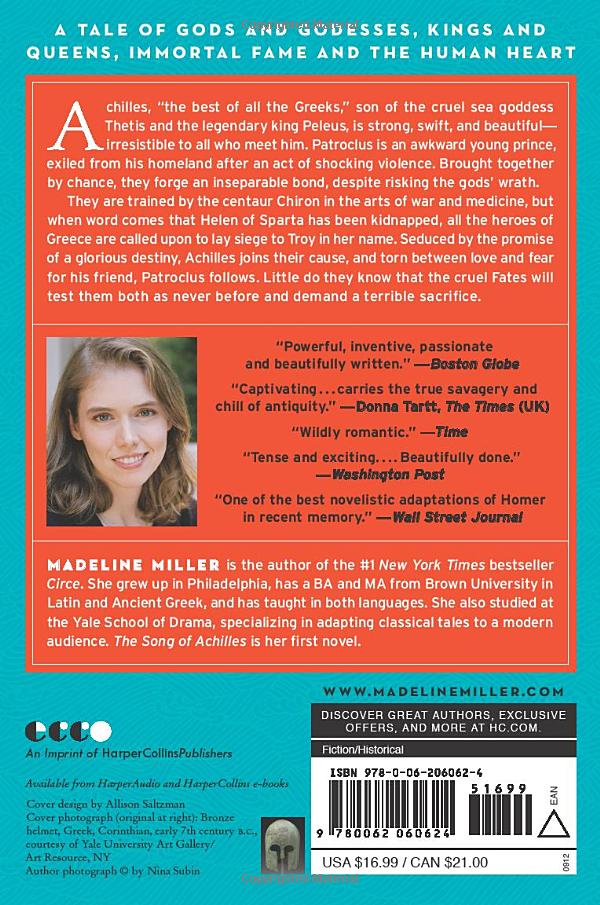 A TALE OF GODS AND GODDESSES, KINGS AND
QUEENS, IMMORTAL FAME AND THE HUMAN HEART
Achilles, “the best of all the Greeks,” son of the cruel sea goddess
Thetis and the legendary king Peleus, is strong, swift, and beautiful—
irresistible to all who meet him. Patroclus is an awkward young prince,
exiled from his homeland after an act of shocking violence. Brought together
by chance, they forge an inseparable bond, despite risking the gods’ wrath.
They are trained by the centaur Chiron in the arts of war and medicine, but
when word comes that Helen of Sparta has been kidnapped, all the heroes of
Greece are called upon to lay siege to Troy in her name. Seduced by the promise
of a glorious destiny, Achilles joins their cause, and torn between love and fear
for his friend, Patroclus follows. Little do they know that the cruel Fates will
test them both as never before and demand a terrible sacrifice.
“Powerful, inventive, passionate
and beautifully written.” —Boston Globe
“Captivating...carries the true savagery and
chill of antiquity.” —Donna Tartt, The Times (UK)
“Wildly romantic.” —Time
“Tense and exciting.... Beautifully done.”
—Washington Post
“One of the best novelistic adaptations of Homer
in recent memory.” —Wall Street Journal
MADELINE MILLER is the author of the #1 New York Times bestseller
Circe. She grew up in Philadelphia, has a BA and MA from Brown University in
Latin and Ancient Greek, and has taught in both languages. She also studied at
the Yale School of Drama, specializing in adapting classical tales to a modern
audience. The Song of Achilles is her first novel.
WWW.MADELINEMILLER.COM
ecco
An Imprint of HarperCollinsPublishers
Available from HarperAudio and HarperCollins e-books
Cover design by Allison Saltzman
Cover photograph (original at right): Bronze
helmet, Greek, Corinthian, early 7th century B.C.,
courtesy of Yale University Art Gallery/
Art Resource, NY
Author photograph © by Nina Subin
DISCOVER GREAT AUTHORS, EXCLUSIVE
OFFERS, AND MORE AT HC.COM.
Fiction/Historical
ISBN 978-0-06-206062-4
51699
9 780062 060624
EAN
USA $16.99 / CAN $21.00
0912